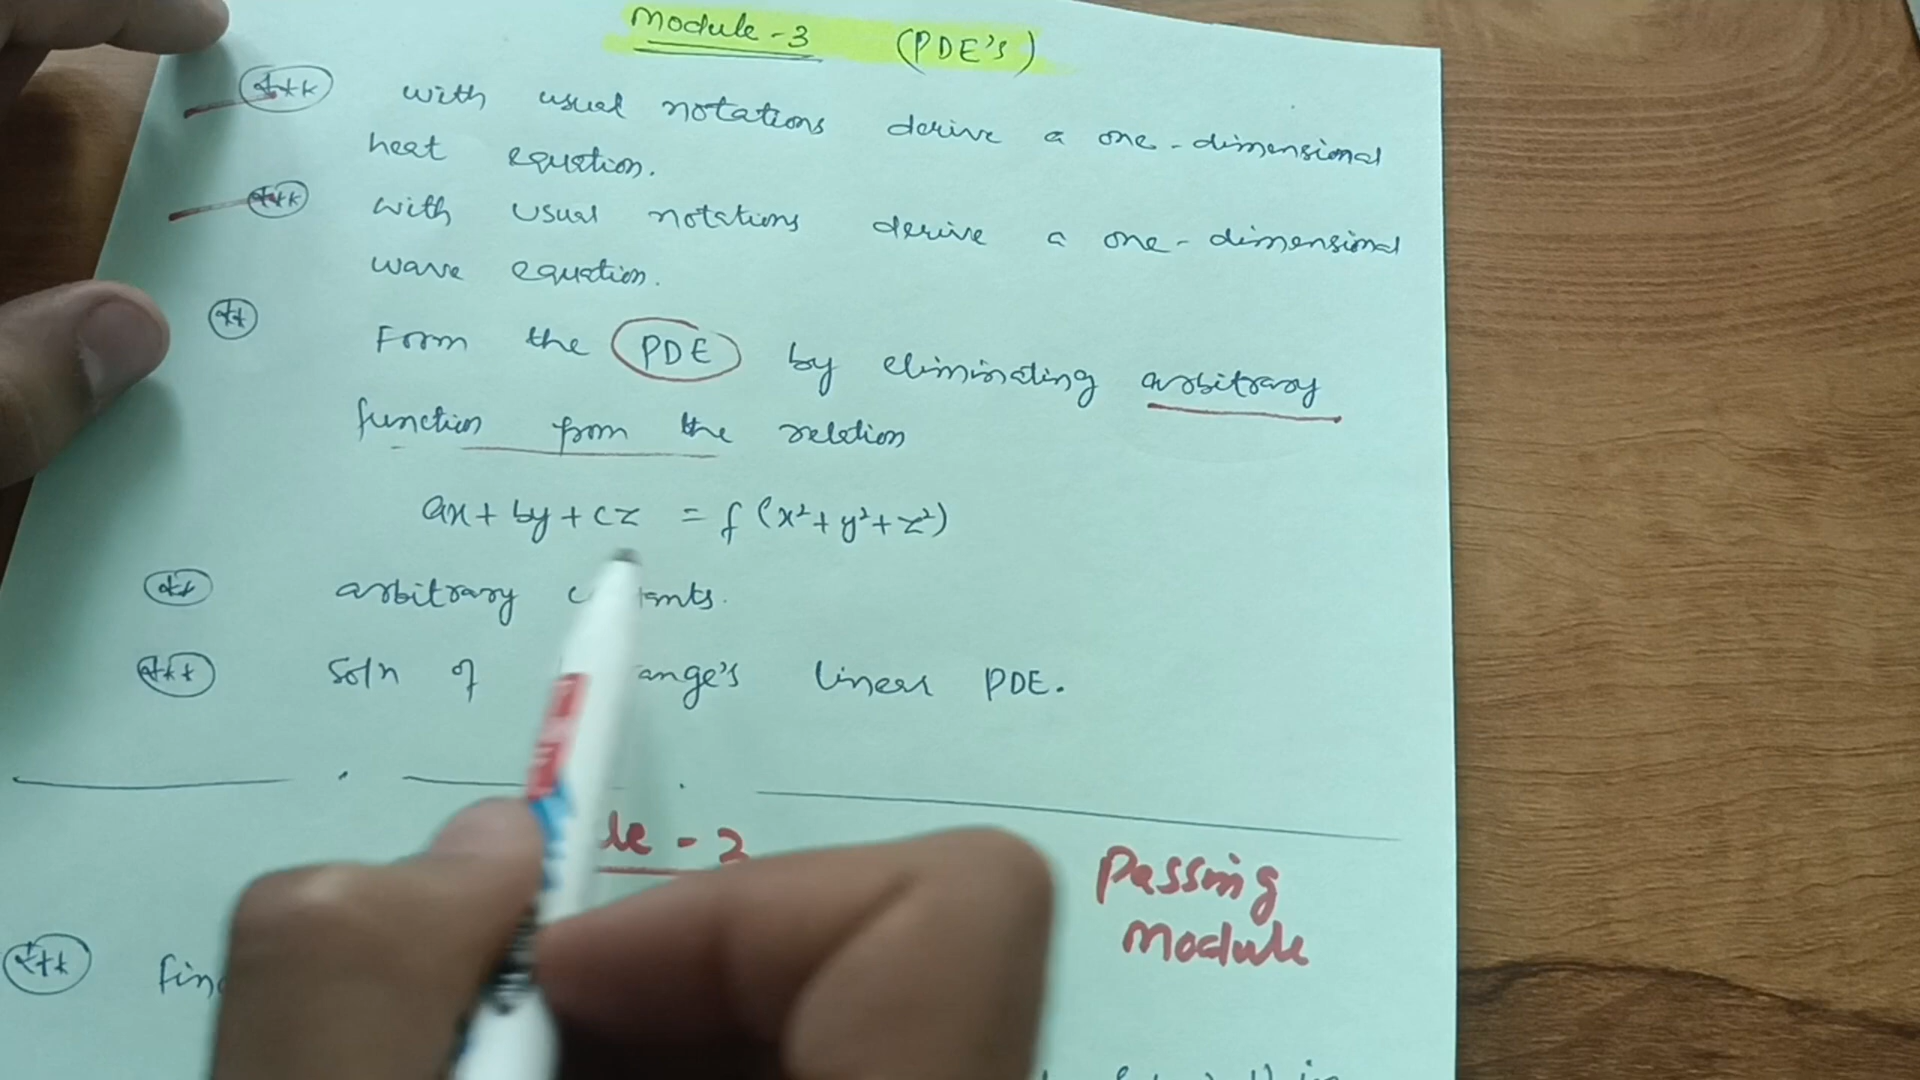 Module - 3 (PDE's)
*** with usual notations derive a one-dimensional
heat equation.
*** with usual notations derive a one-dimensional
wave equation.
** Form the PDE by eliminating arbitrary
function from the relation
ax + by + cz = f (x² + y² + z²)
** arbitrary
*** Soln of ange's linear PDE.
le - 2
Passing
Module
***